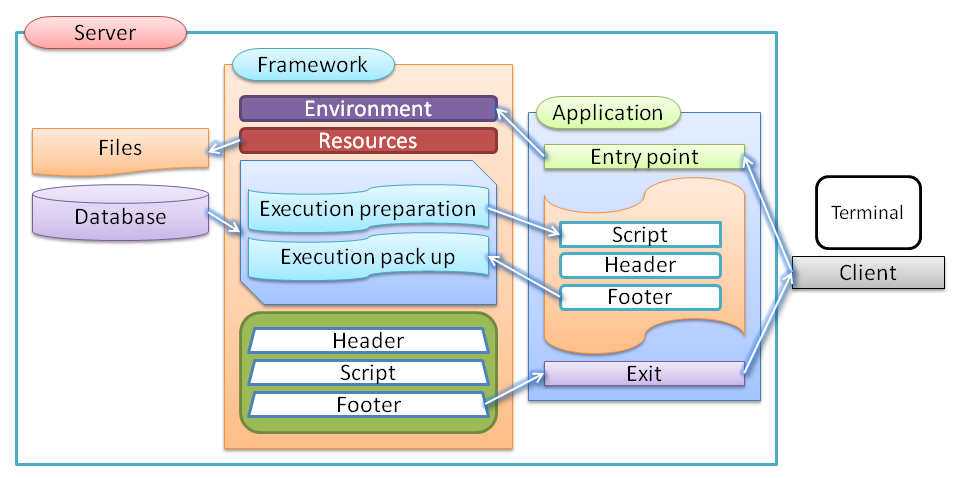 Server
Framework
Environment
Resources
Files
Database
Execution preparation
Execution pack up
Header
Script
Footer
Application
Entry point
Script
Header
Footer
Exit
Terminal
Client